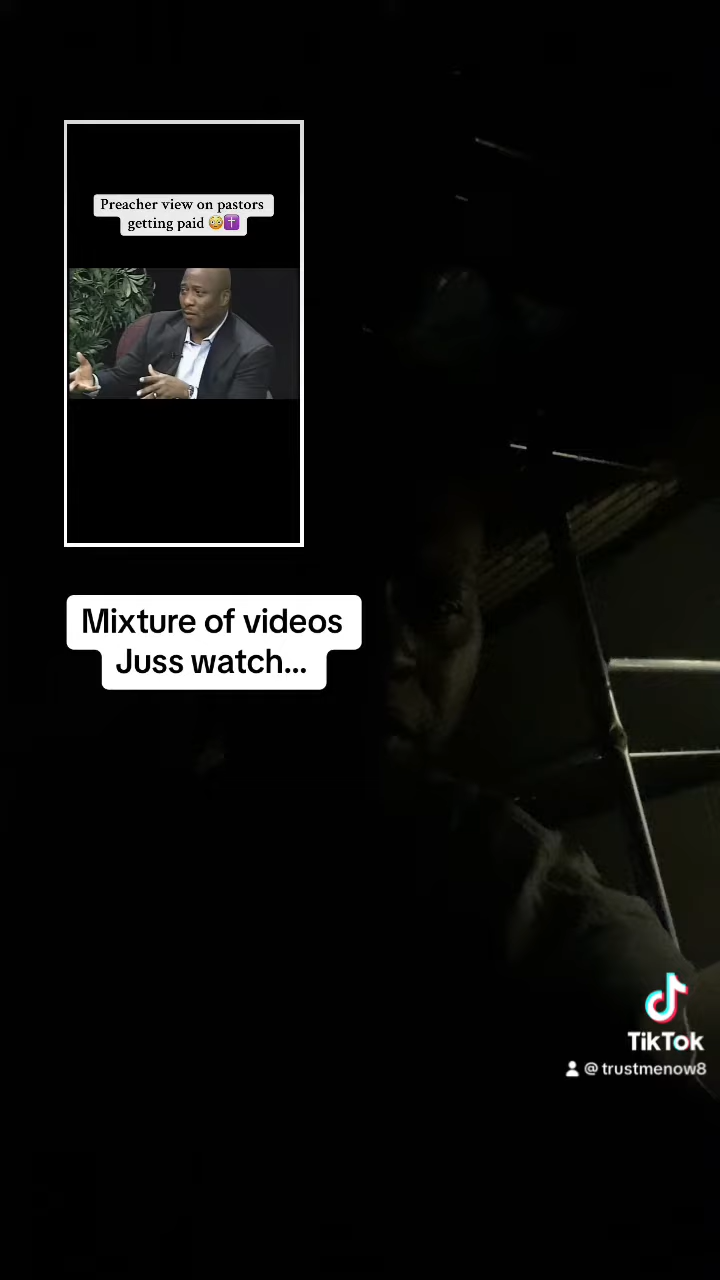 Preacher view on pastors
getting paid 😳✝️
Mixture of videos
Juss watch...
TikTok
@ trustmenow8